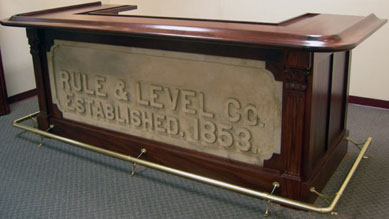 RULE & LEVEL Co.
ESTABLISHED, 1853.